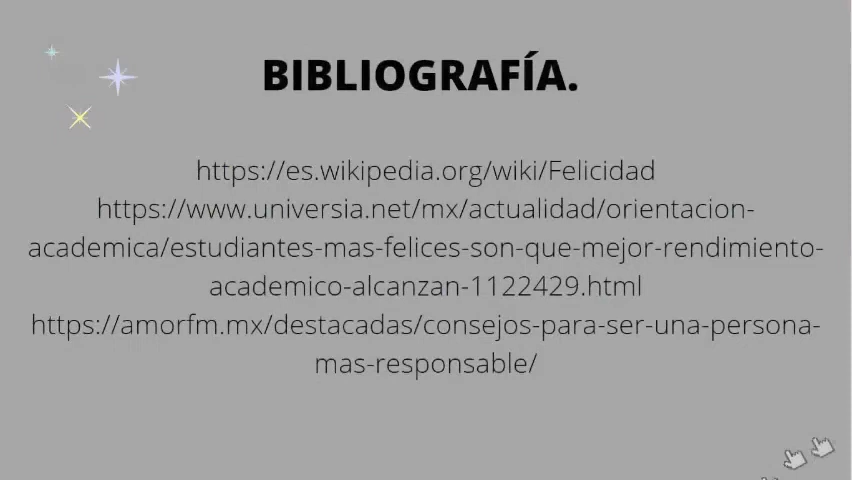 BIBLIOGRAFÍA.
https://es.wikipedia.org/wiki/Felicidad
https://www.universia.net/mx/actualidad/orientacion-
academica/estudiantes-mas-felices-son-que-mejor-rendimiento-
academico-alcanzan-1122429.html
https://amorfm.mx/destacadas/consejos-para-ser-una-persona-
mas-responsable/